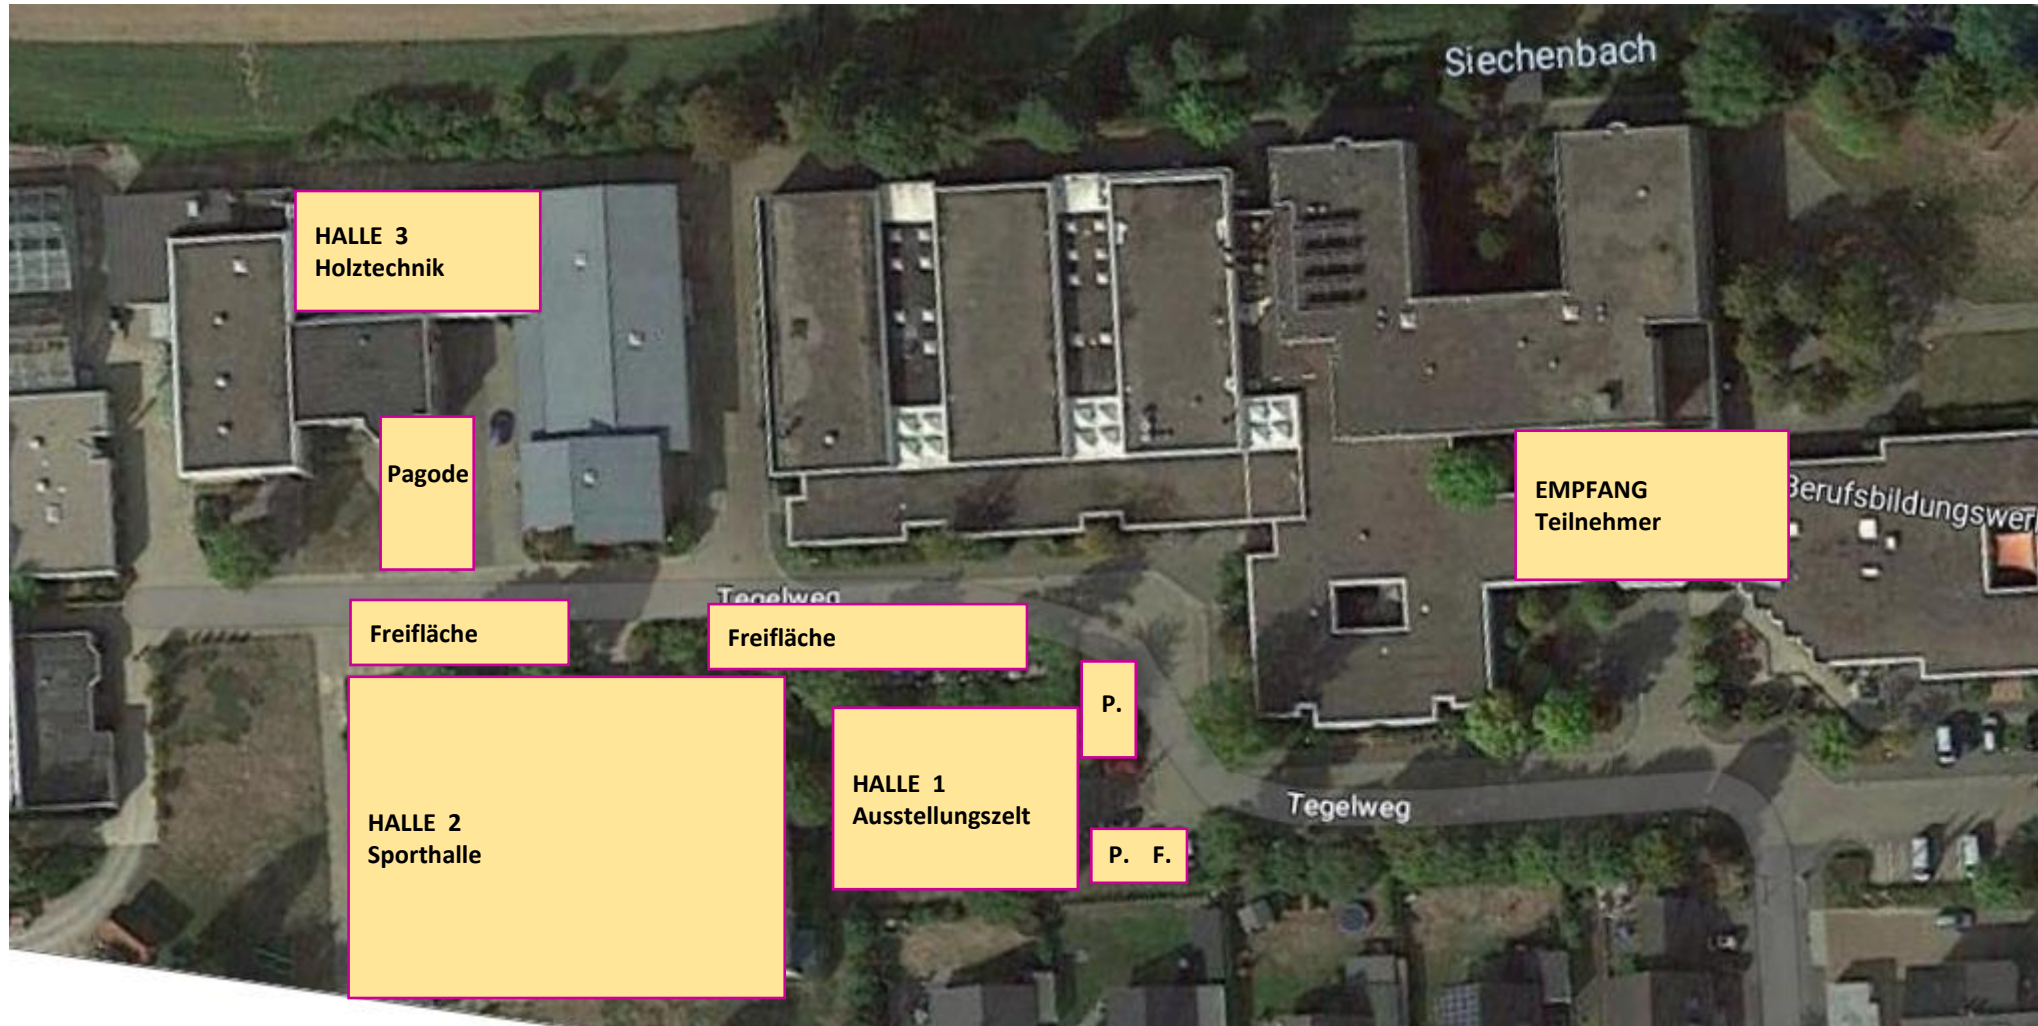 Siechenbach
HALLE 3
Holztechnik
Pagode
EMPFANG
Teilnehmer
Berufsbildungswer
Tegelweg
Freifläche
Freifläche
P.
HALLE 1
Ausstellungszelt
Tegelweg
HALLE 2
Sporthalle
P. F.